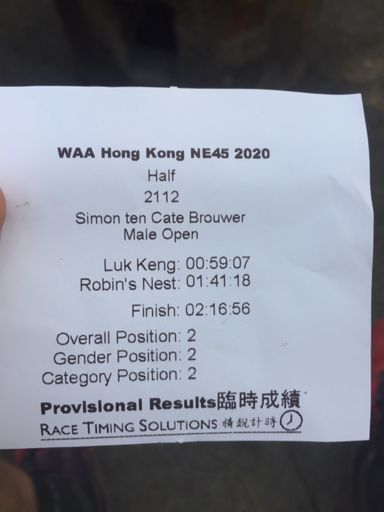 WAA Hong Kong NE45 2020
Half
2112
Simon ten Cate Brouwer
Male Open
Luk Keng: 00:59:07
Robin's Nest: 01:41:18
Finish: 02:16:56
Overall Position: 2
Gender Position: 2
Category Position: 2
Provisional Results臨時成績
RACE TIMING SOLUTIONS 精銳計時